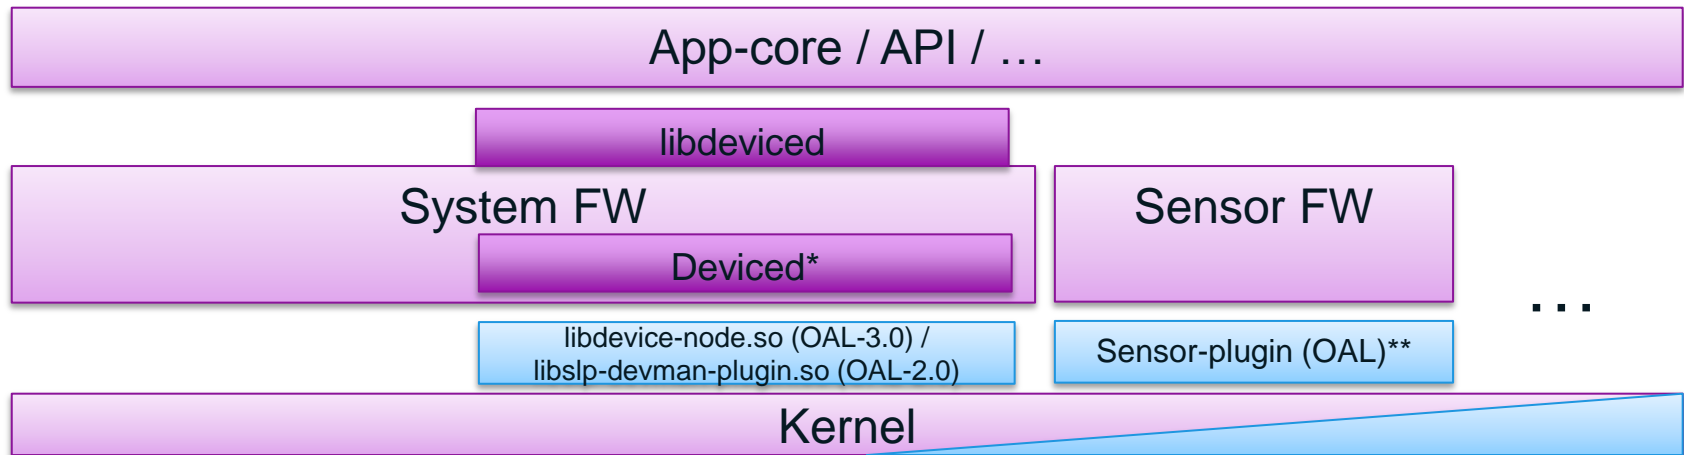 App-core / API / …
libdeviced
System FW
Sensor FW
Deviced*
…
libdevice-node.so (OAL-3.0) /
libslp-devman-plugin.so (OAL-2.0)
Sensor-plugin (OAL)**
Kernel